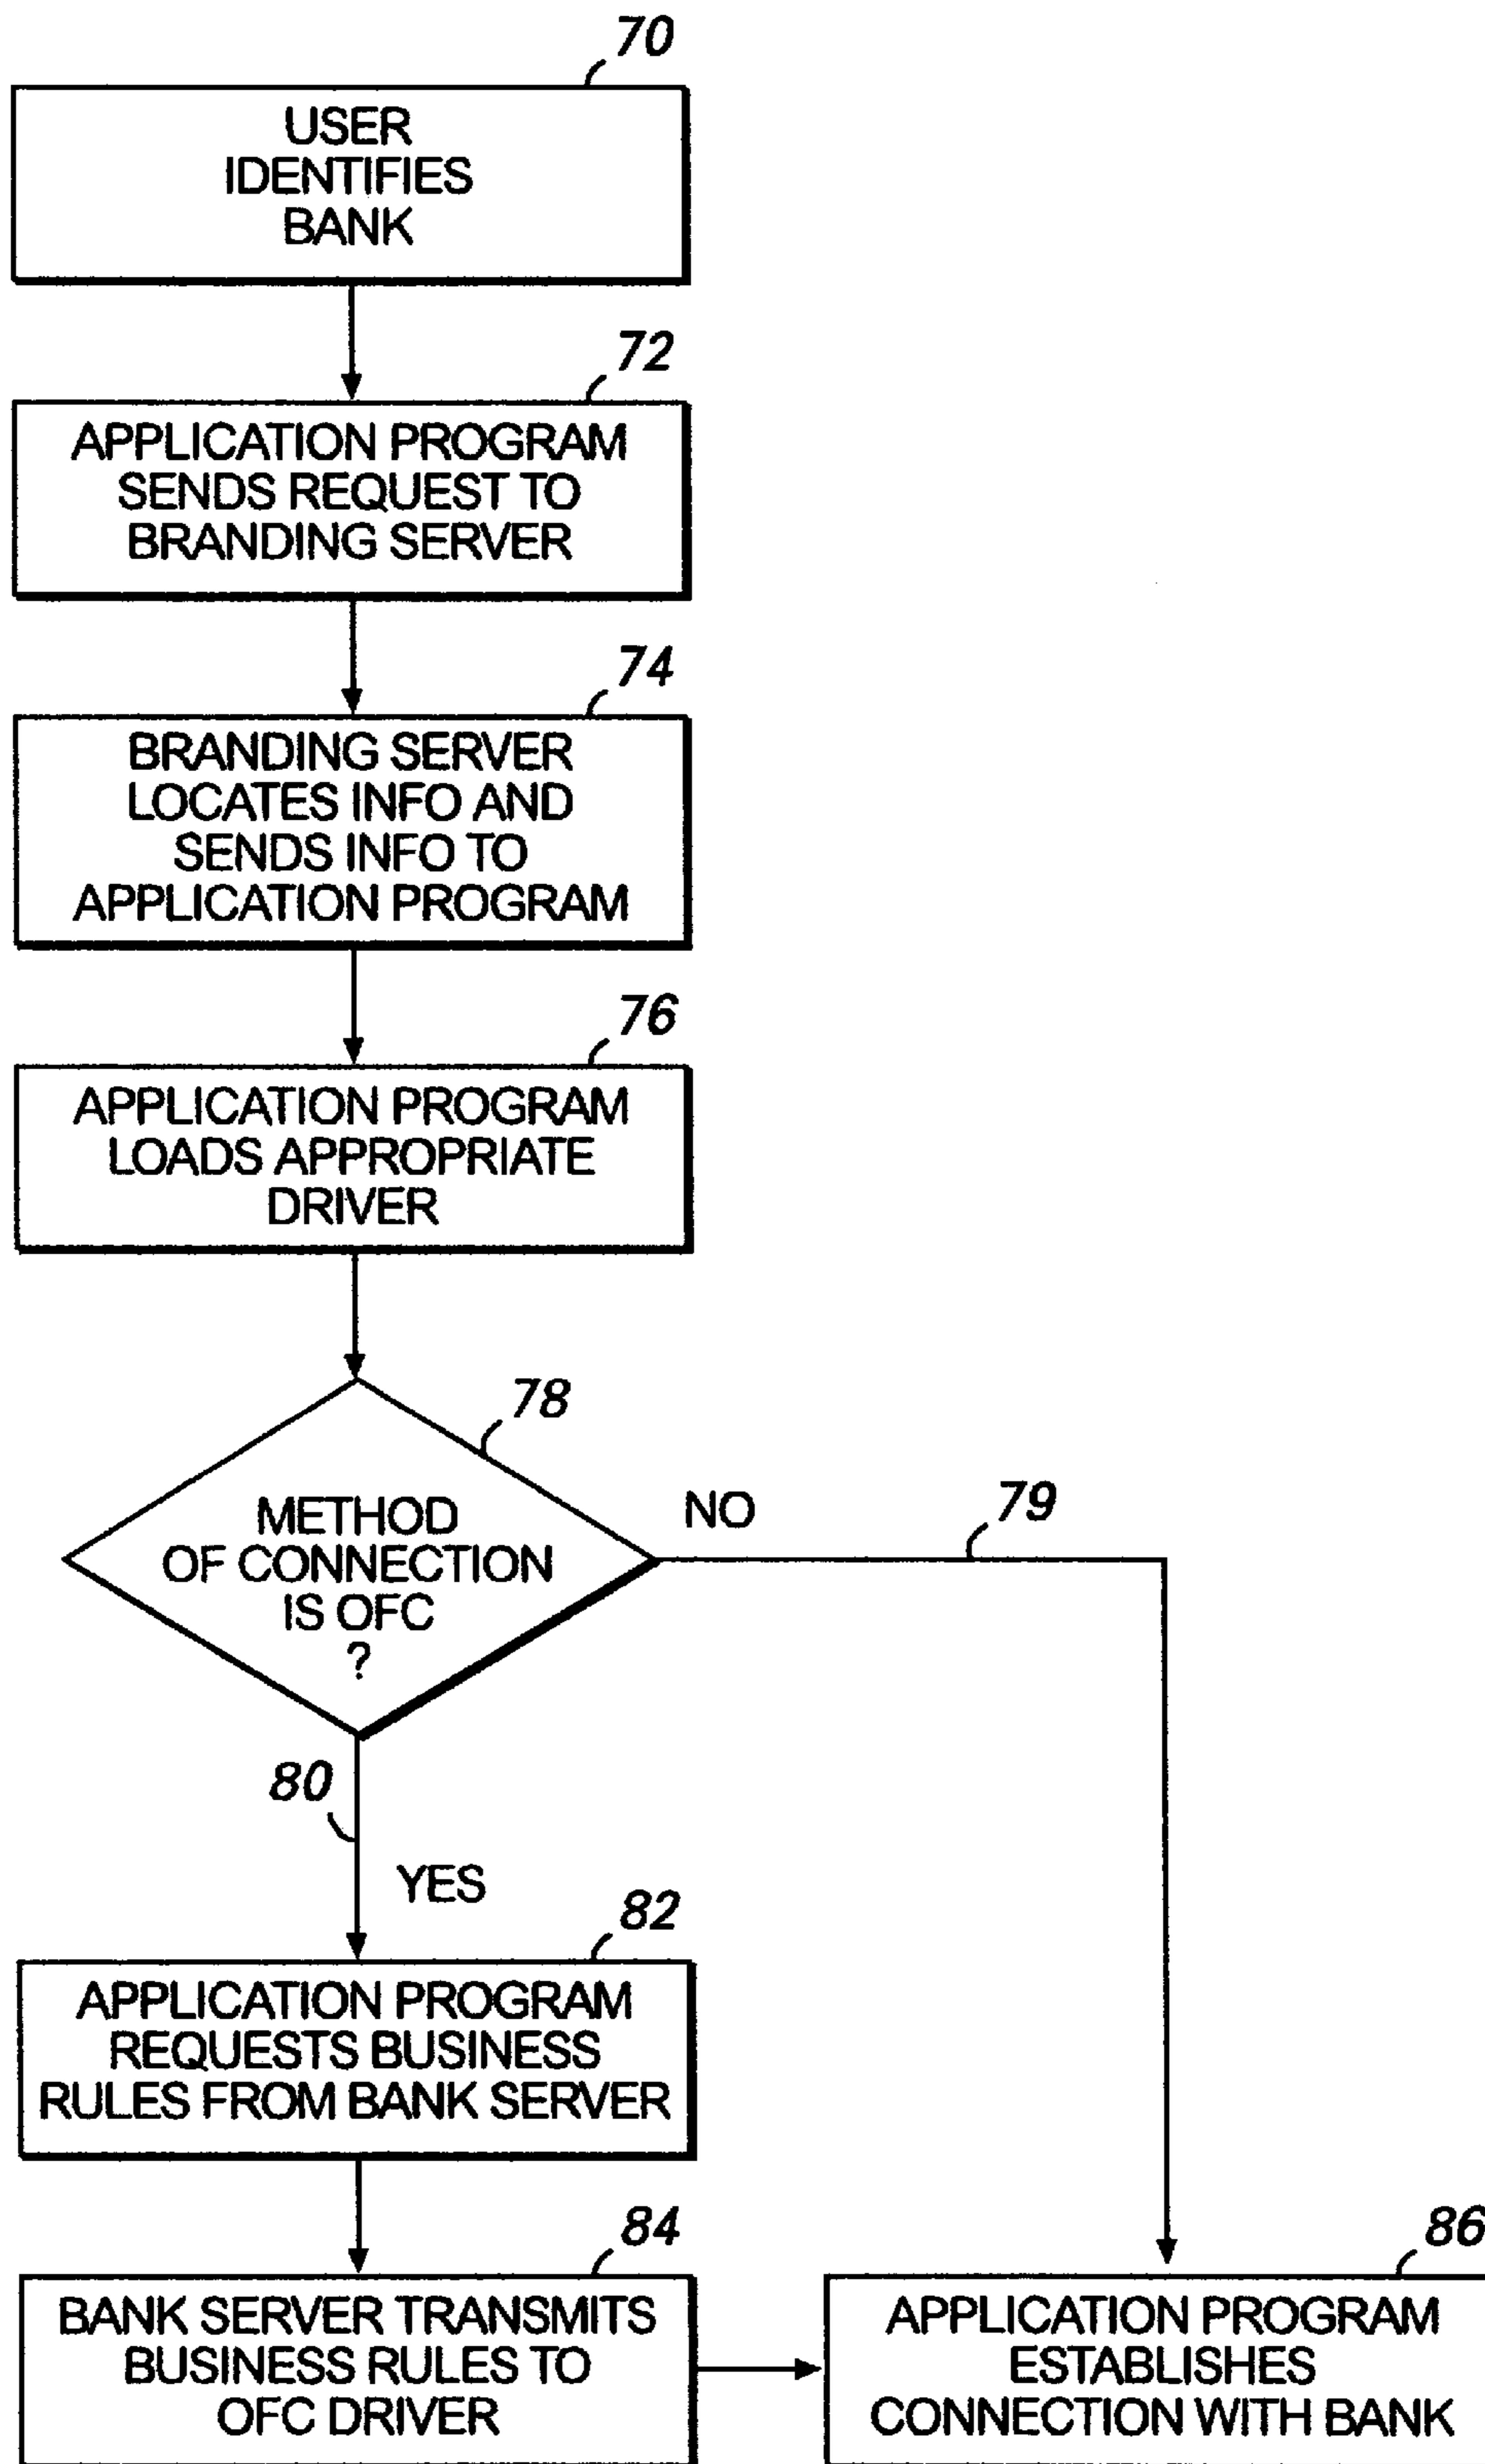 70
USER
IDENTIFIES
BANK
72
APPLICATION PROGRAM
SENDS REQUEST TO
BRANDING SERVER
74
BRANDING SERVER
LOCATES INFO AND
SENDS INFO TO
APPLICATION PROGRAM
76
APPLICATION PROGRAM
LOADS APPROPRIATE
DRIVER
78
METHOD
OF CONNECTION
IS OFC
?
NO
79
80
YES
82
APPLICATION PROGRAM
REQUESTS BUSINESS
RULES FROM BANK SERVER
84
BANK SERVER TRANSMITS
BUSINESS RULES TO
OFC DRIVER
86
APPLICATION PROGRAM
ESTABLISHES
CONNECTION WITH BANK